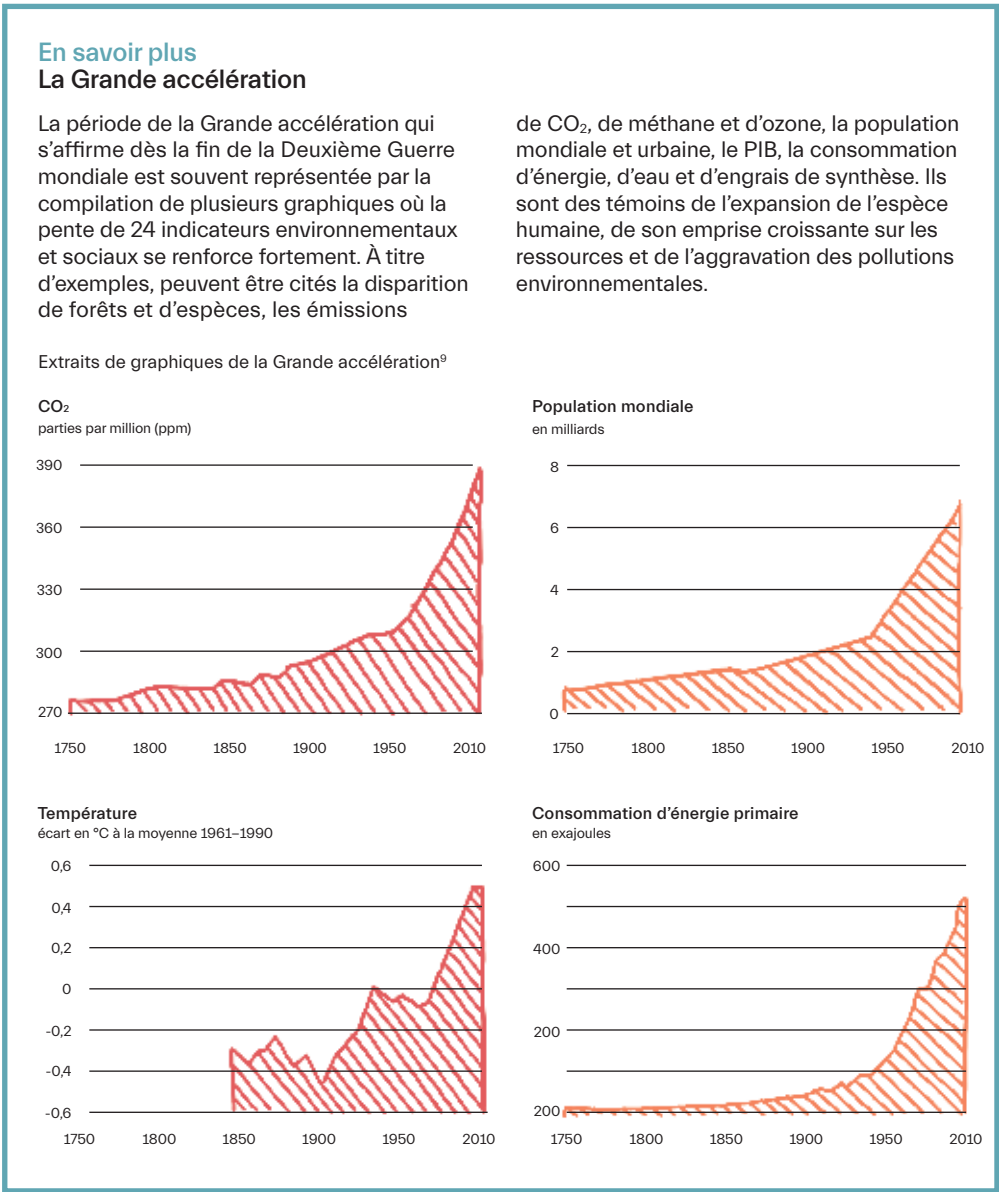 En savoir plus
La Grande accélération
La période de la Grande accélération qui
s’affirme dès la fin de la Deuxième Guerre
mondiale est souvent représentée par la
compilation de plusieurs graphiques où la
pente de 24 indicateurs environnementaux
et sociaux se renforce fortement. À titre
d’exemples, peuvent être cités la disparition
de forêts et d’espèces, les émissions
de CO₂, de méthane et d’ozone, la population
mondiale et urbaine, le PIB, la consommation
d’énergie, d’eau et d’engrais de synthèse. Ils
sont des témoins de l’expansion de l’espèce
humaine, de son emprise croissante sur les
ressources et de l’aggravation des pollutions
environnementales.
Extraits de graphiques de la Grande accélération⁹
CO₂
parties par million (ppm)
390
360
330
300
270
1750 1800 1850 1900 1950 2010
Population mondiale
en milliards
8
6
4
2
0
1750 1800 1850 1900 1950 2010
Température
écart en °C à la moyenne 1961–1990
0,6
0,4
0,2
0
-0,2
-0,4
-0,6
1750 1800 1850 1900 1950 2010
Consommation d’énergie primaire
en exajoules
600
400
200
200
1750 1800 1850 1900 1950 2010